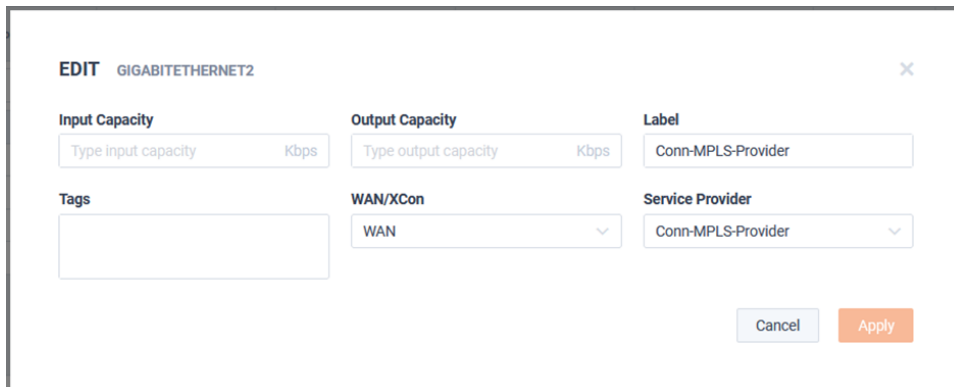 EDIT GIGABITETHERNET2
Input Capacity Output Capacity Label
Type input capacity Kbps Type output capacity Kbps Conn-MPLS-Provider
Tags WAN/XCon Service Provider
WAN Conn-MPLS-Provider
Cancel Apply